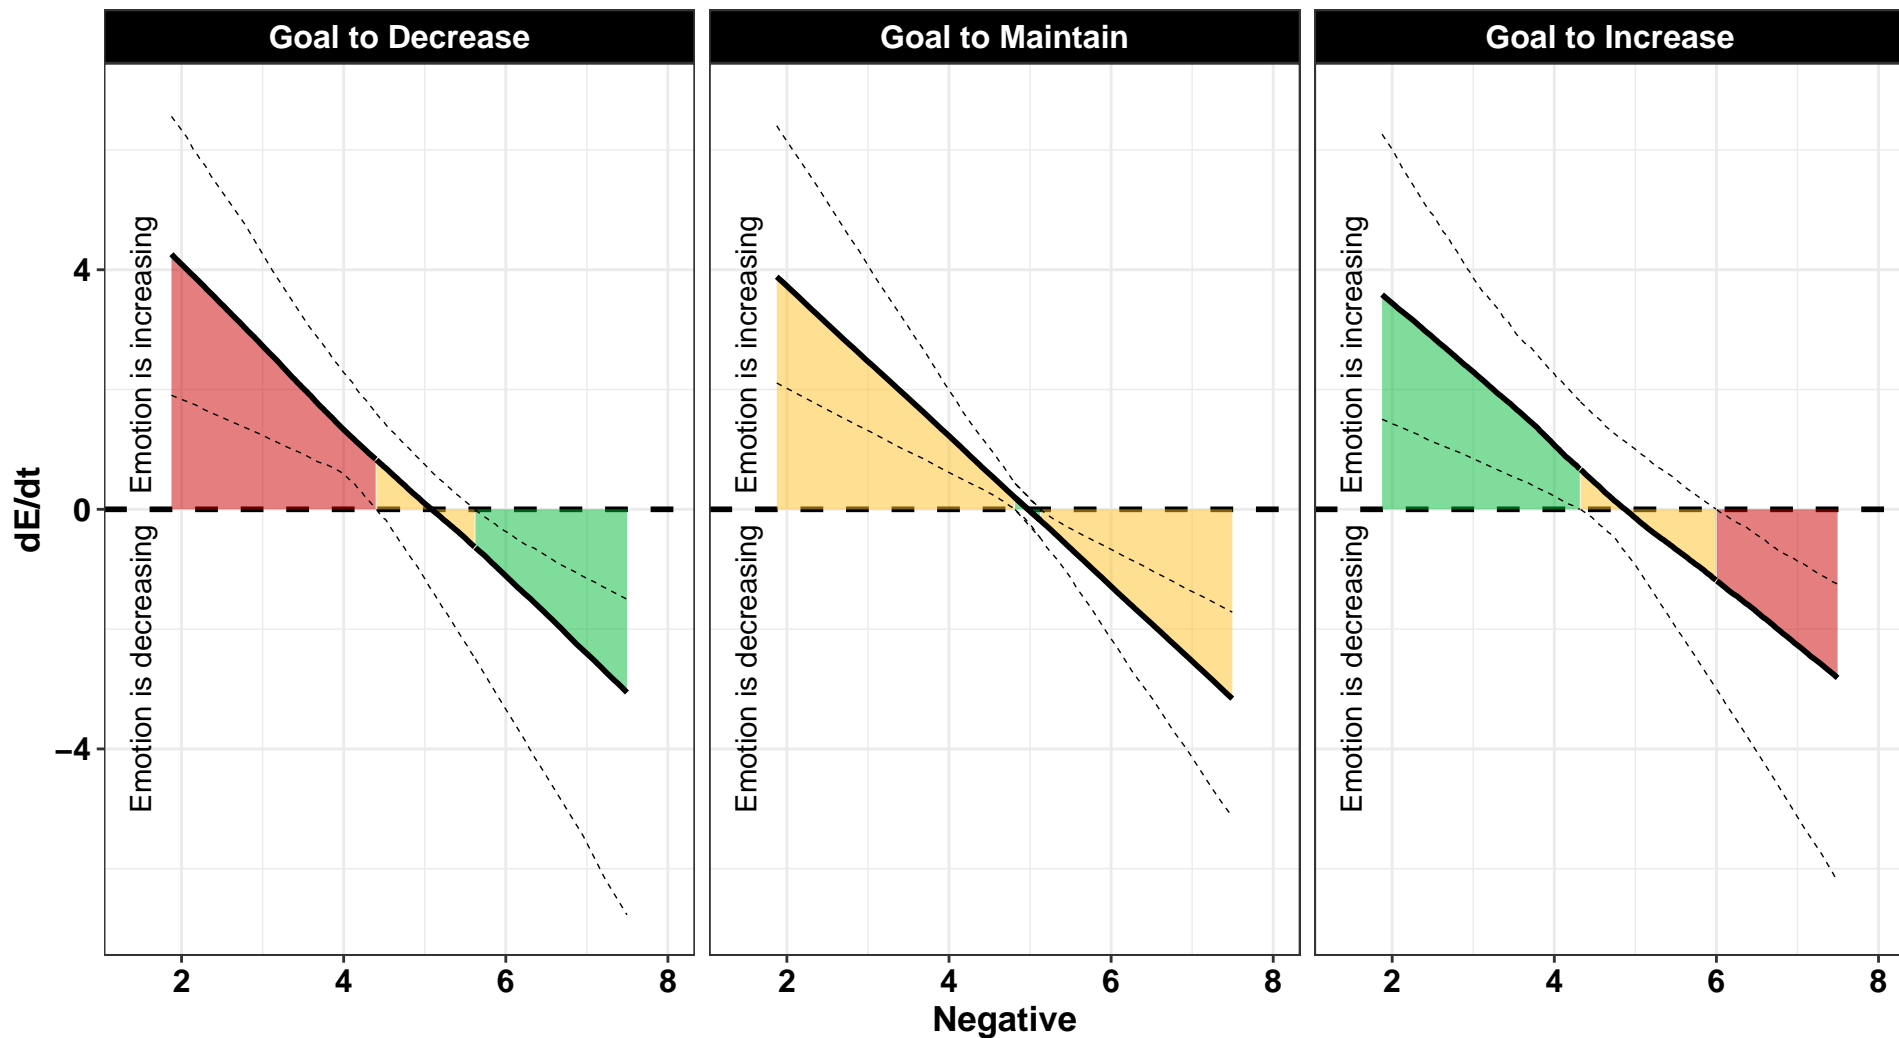 Goal to Decrease
Goal to Maintain
Goal to Increase
dE/dt
4
0
−4
Emotion is increasing
Emotion is decreasing
Emotion is increasing
Emotion is decreasing
Emotion is increasing
Emotion is decreasing
2 4 6 8
2 4 6 8
2 4 6 8
Negative